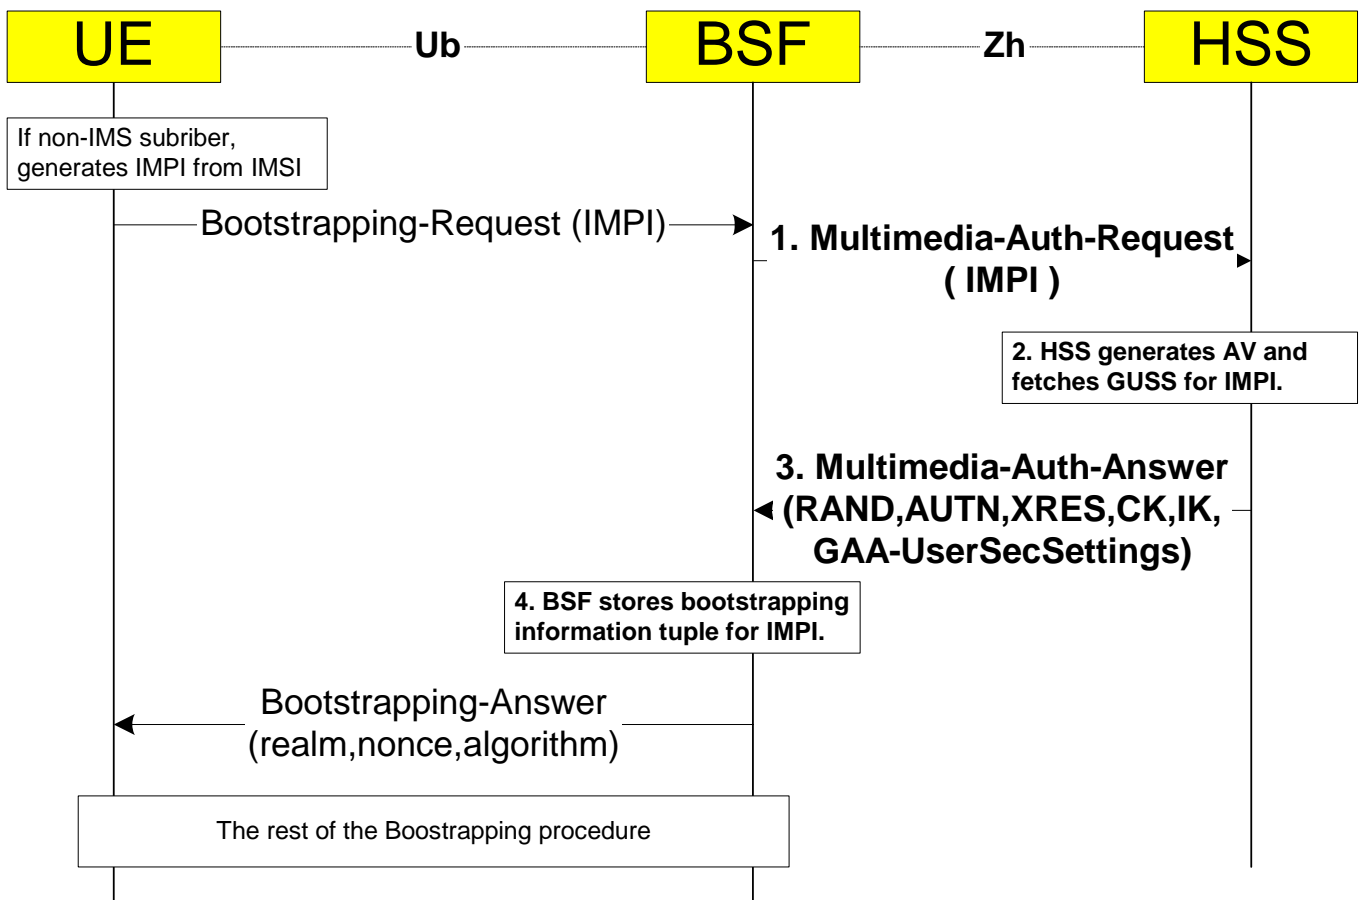 UE
Ub
BSF
Zh
HSS
If non-IMS subriber,
generates IMPI from IMSI
Bootstrapping-Request (IMPI)
1. Multimedia-Auth-Request
( IMPI )
2. HSS generates AV and
fetches GUSS for IMPI.
3. Multimedia-Auth-Answer
(RAND,AUTN,XRES,CK,IK,
GAA-UserSecSettings)
4. BSF stores bootstrapping
information tuple for IMPI.
Bootstrapping-Answer
(realm,nonce,algorithm)
The rest of the Boostrapping procedure